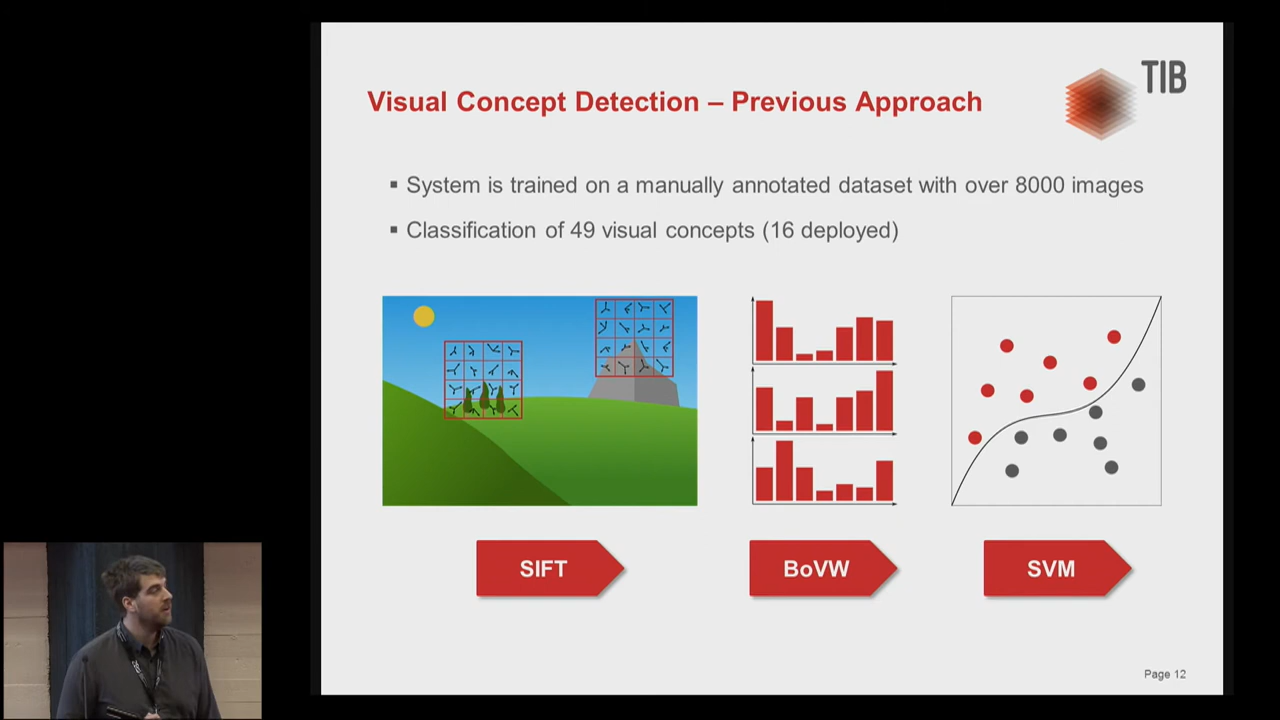 TIB
Visual Concept Detection – Previous Approach
▪ System is trained on a manually annotated dataset with over 8000 images
▪ Classification of 49 visual concepts (16 deployed)
SIFT
BoVW
SVM
Page 12